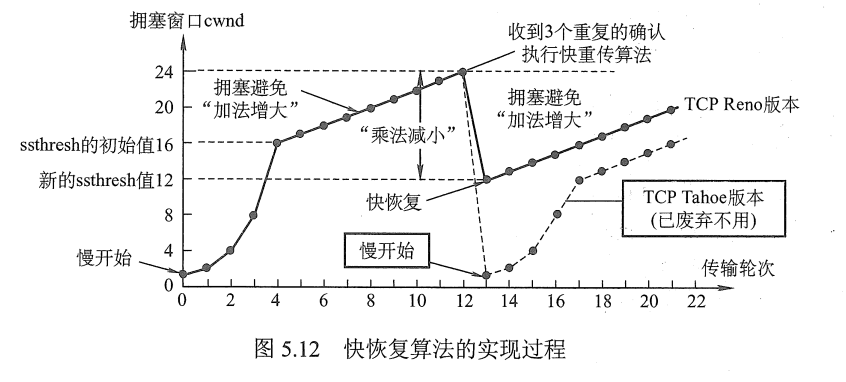 拥塞窗口cwnd
收到3个重复的确认
执行快重传算法
24
拥塞避免
“加法增大”
拥塞避免
“加法增大”
20
TCP Reno版本
“乘法减小”
ssthresh的初始值16
新的ssthresh值12
快恢复
TCP Tahoe版本
(已废弃不用)
8
慢开始
4
慢开始
传输轮次
0
0 2 4 6 8 10 12 14 16 18 20 22
图 5.12 快恢复算法的实现过程